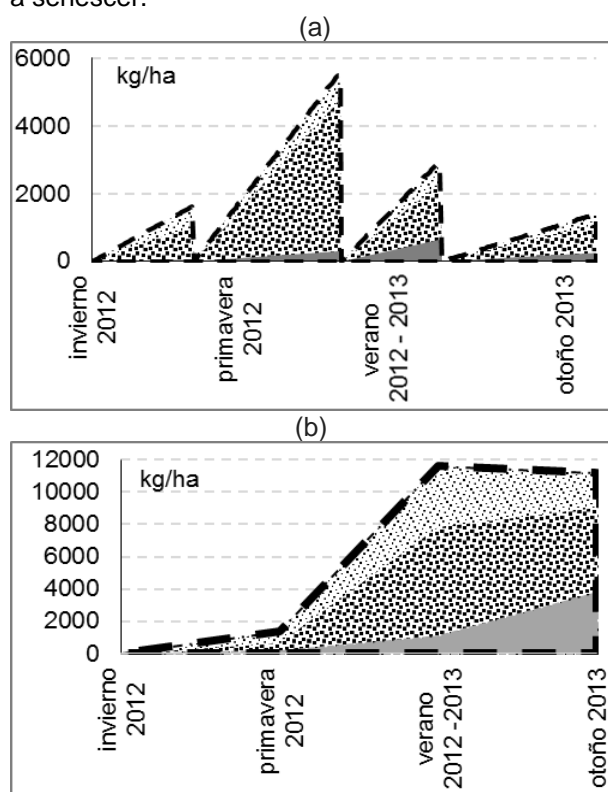 a senescer.
(a)
6000
kg/ha
4000
2000
0
invierno
2012
primavera
2012
verano
2012 - 2013
otoño 2013
(b)
12000
kg/ha
10000
8000
6000
4000
2000
0
invierno
2012
primavera
2012
verano
2012 -2013
otoño 2013